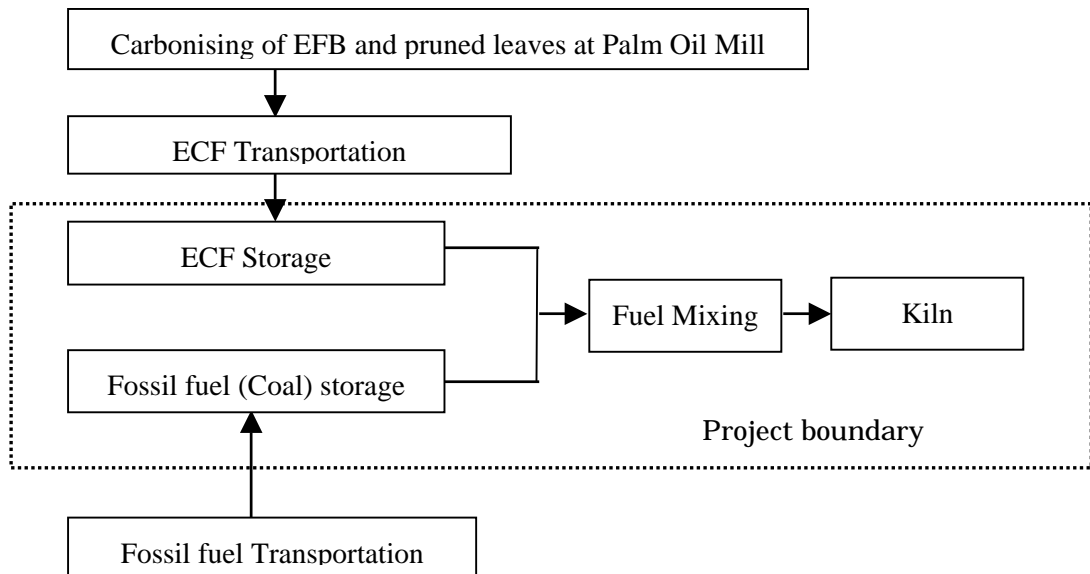 Carbonising of EFB and pruned leaves at Palm Oil Mill
ECF Transportation
ECF Storage
Fuel Mixing
Kiln
Fossil fuel (Coal) storage
Project boundary
Fossil fuel Transportation